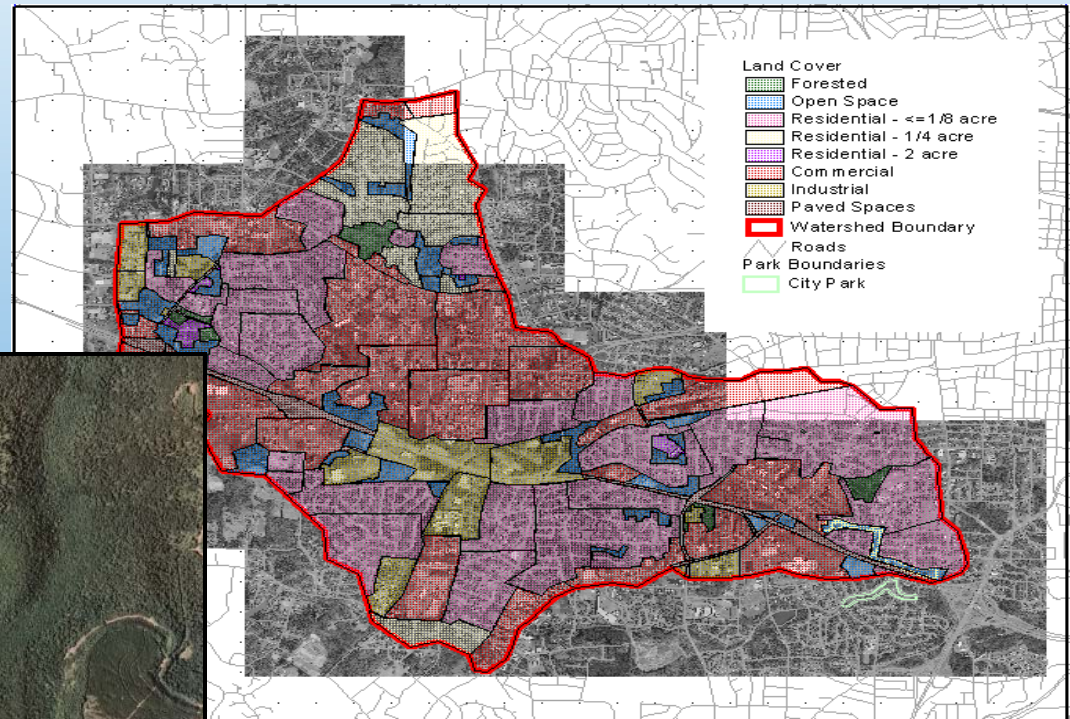 Land Cover
Forested
Open Space
Residential - <=1/8 acre
Residential - 1/4 acre
Residential - 2 acre
Commercial
Industrial
Paved Spaces
Watershed Boundary
Roads
Park Boundaries
City Park